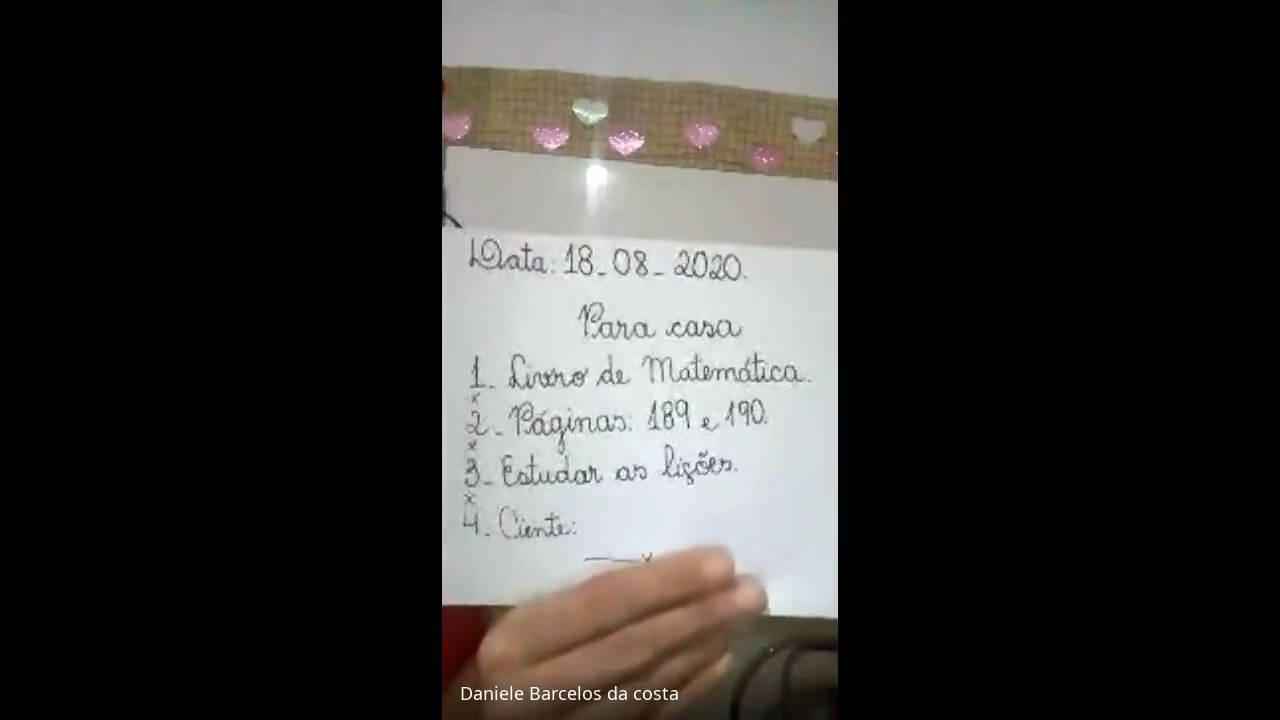 Data: 18-08-2020.
Para casa
1- Livro de Matemática.
x
2- Páginas: 189 e 190.
x
3- Estudar as lições.
x
4- Ciente:
x
Daniele Barcelos da costa